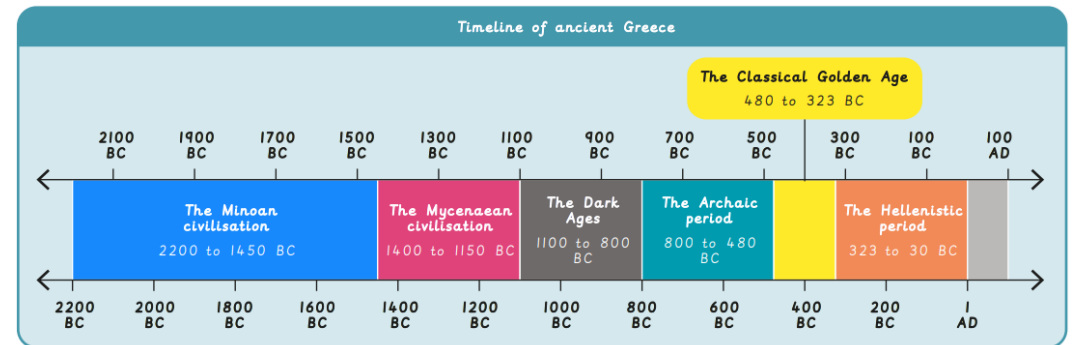 Timeline of ancient Greece
The Classical Golden Age
480 to 323 BC
2100 1900 1700 1500 1300 1100 900 700 500 300 100 100
BC BC BC BC BC BC BC BC BC BC BC AD
The Minoan
civilisation
2200 to 1450 BC
The Mycenaean
civilisation
1400 to 1150 BC
The Dark
Ages
1100 to 800
BC
The Archaic
period
800 to 480
BC
The Hellenistic
period
323 to 30 BC
2200 2000 1800 1600 1400 1200 1000 800 600 400 200 1
BC BC BC BC BC BC BC BC BC BC BC AD